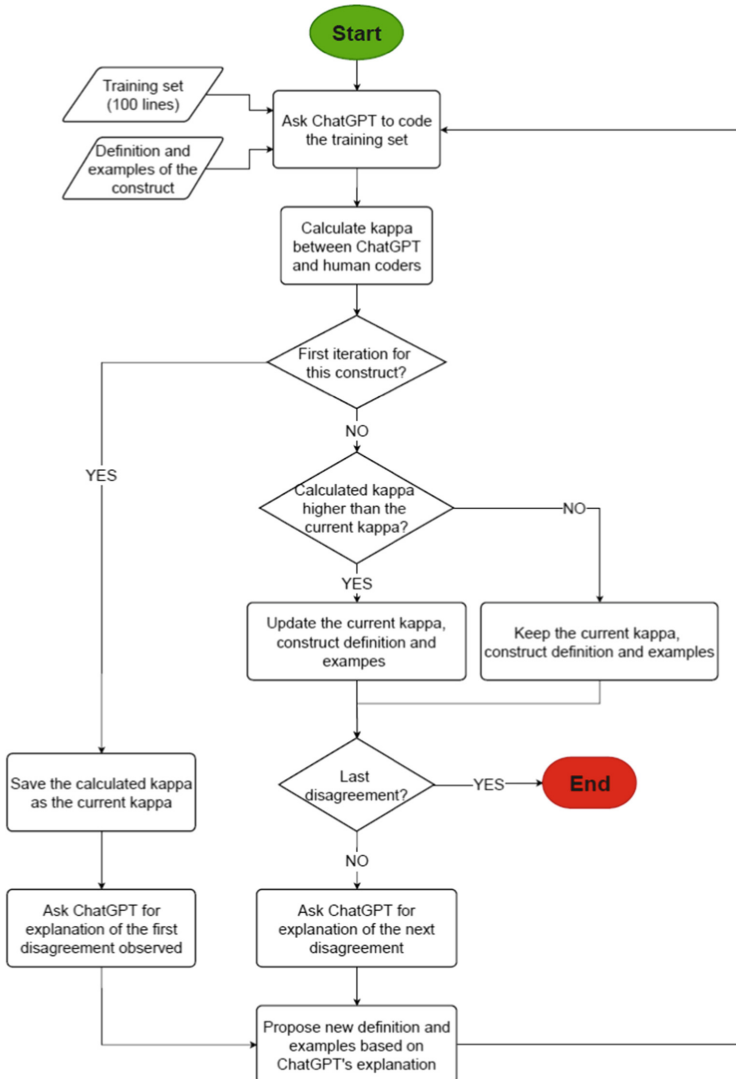 Start
Training set
(100 lines)
Ask ChatGPT to code
the training set
Definition and
examples of the
construct
Calculate kappa
between ChatGPT
and human coders
First iteration for
this construct?
NO
YES
Calculated kappa
higher than the
current kappa?
NO
YES
Update the current kappa,
construct definition and
exampes
Keep the current kappa,
construct definition and examples
Save the calculated kappa
as the current kappa
Last
disagreement?
YES
End
NO
Ask ChatGPT for
explanation of the first
disagreement observed
Ask ChatGPT for
explanation of the next
disagreement
Propose new definition and
examples based on
ChatGPT's explanation